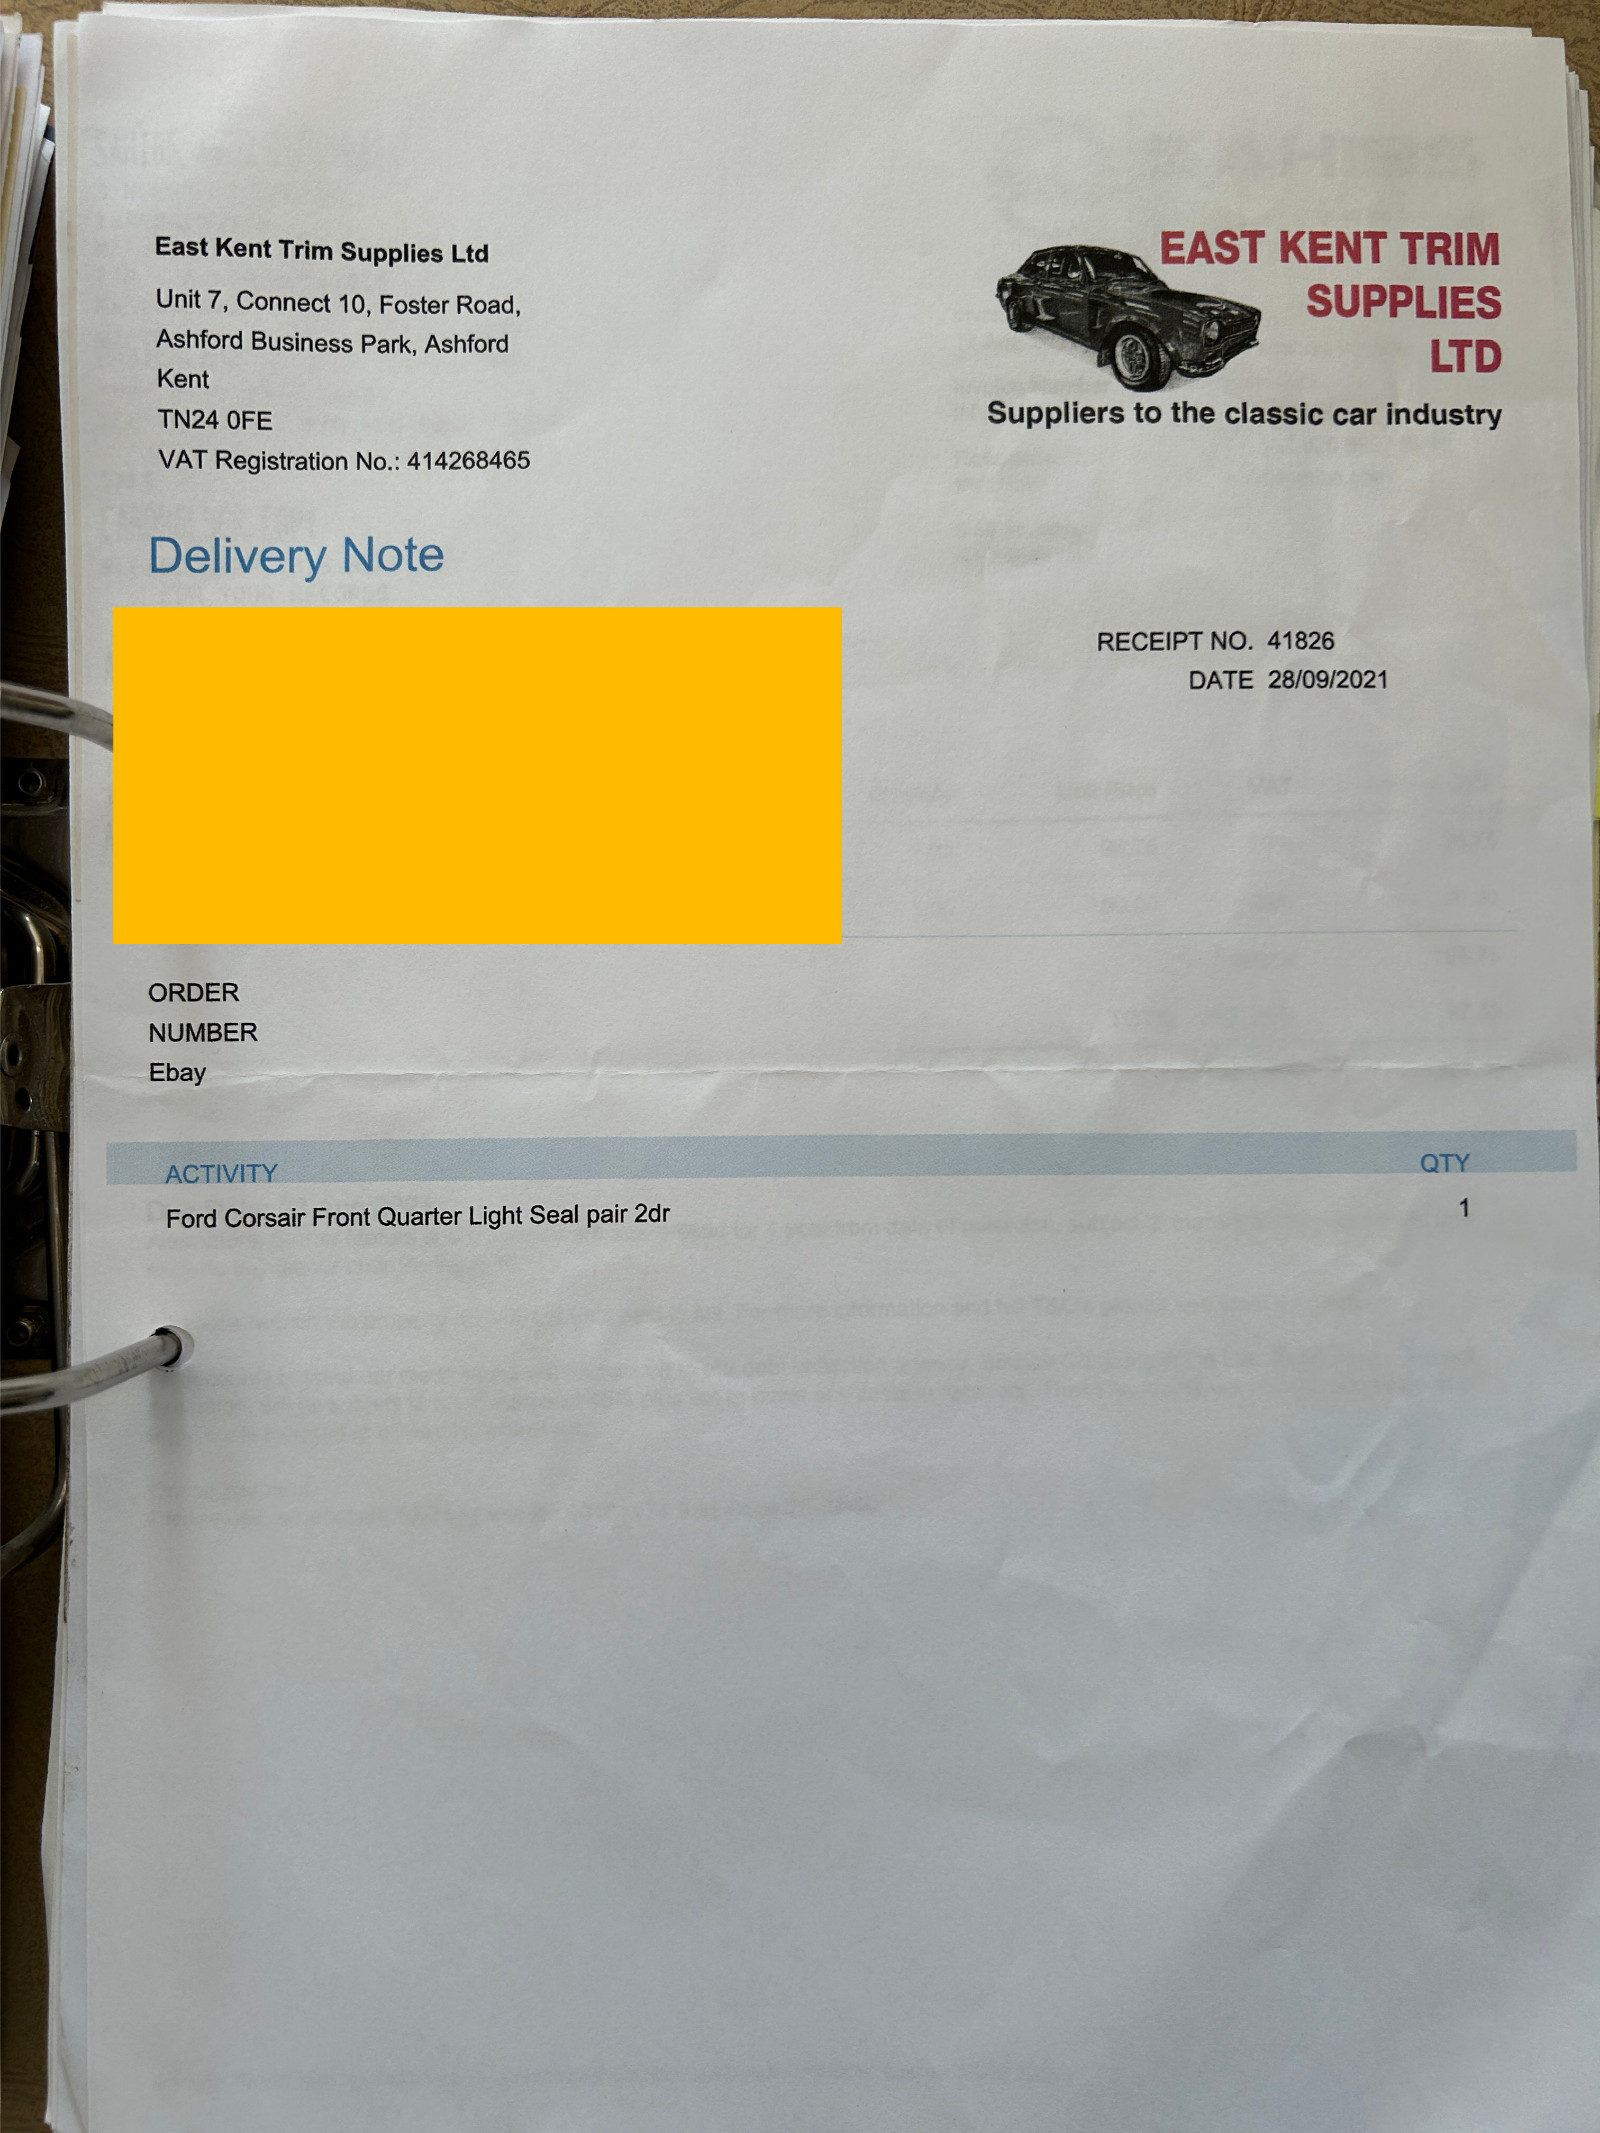 East Kent Trim Supplies Ltd
Unit 7, Connect 10, Foster Road,
Ashford Business Park, Ashford
Kent
TN24 0FE
VAT Registration No.: 414268465
EAST KENT TRIM
SUPPLIES
LTD
Suppliers to the classic car industry
Delivery Note
RECEIPT NO. 41826
DATE 28/09/2021
ORDER
NUMBER
Ebay
ACTIVITY QTY
Ford Corsair Front Quarter Light Seal pair 2dr 1